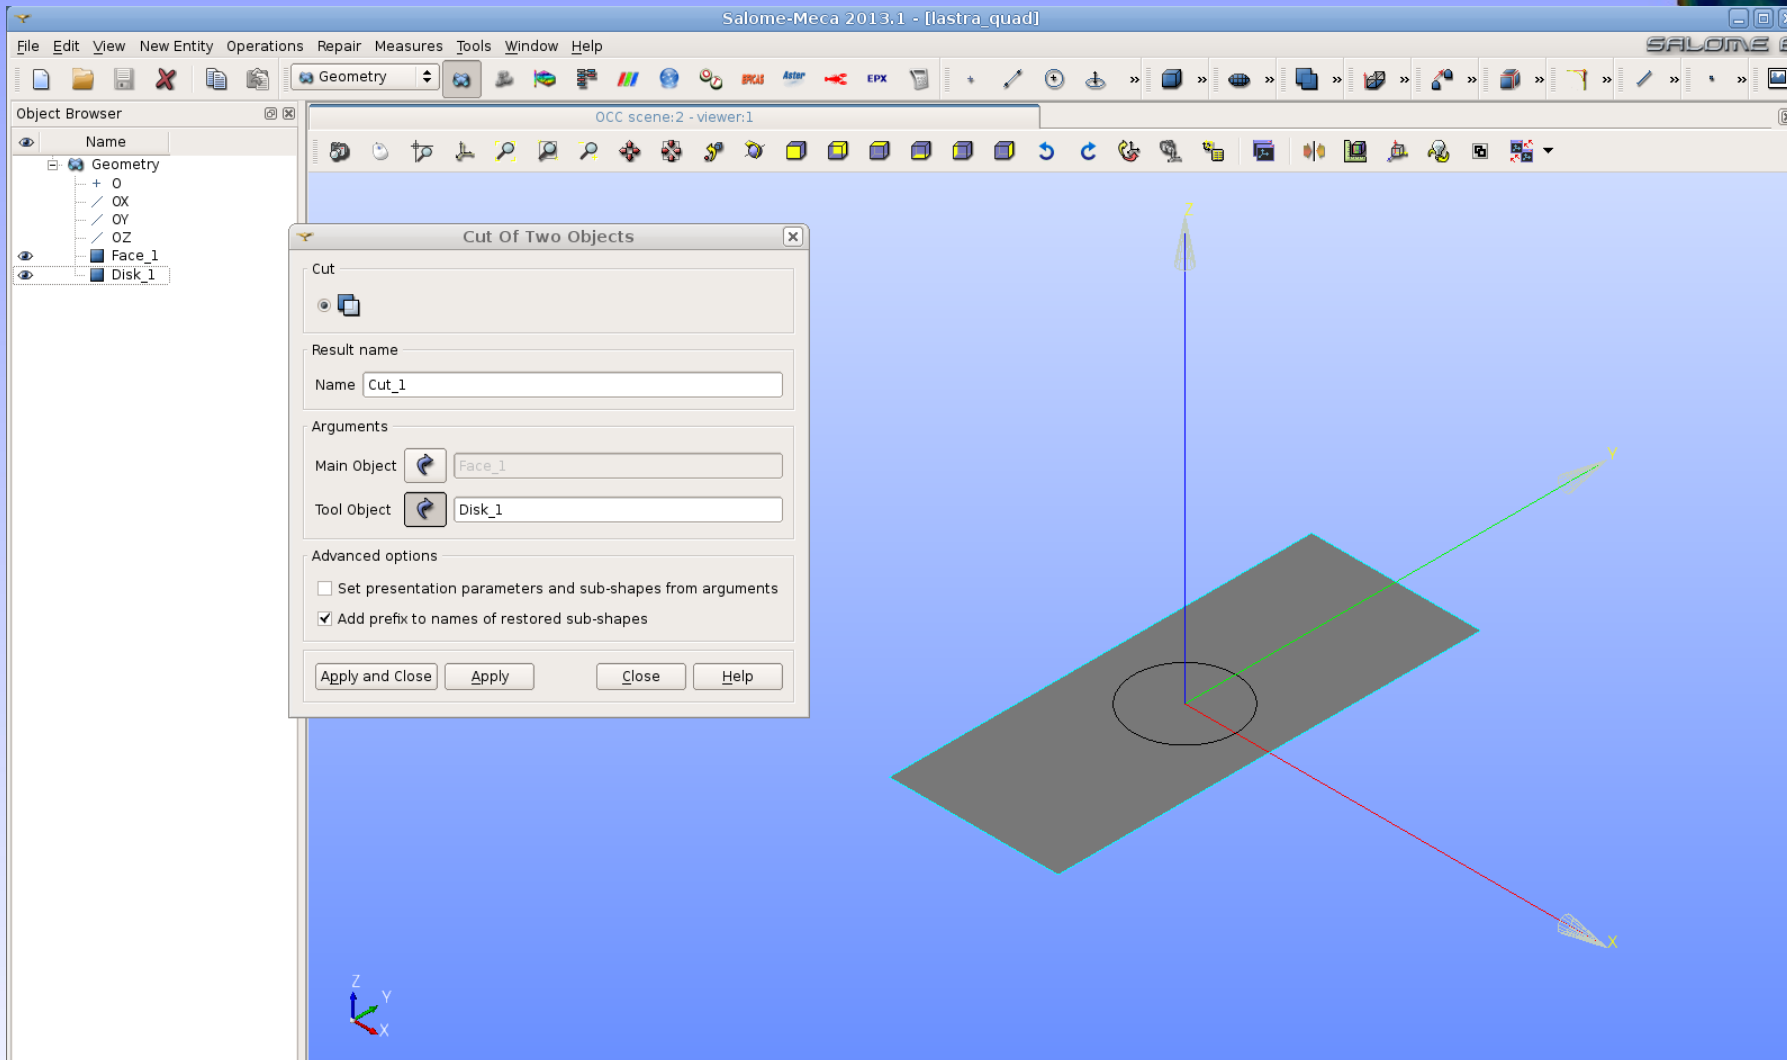 Salome-Meca 2013.1 - [lastra_quad]
File Edit View New Entity Operations Repair Measures Tools Window Help
SALOME
Geometry
EFICAS
Aster
EPX
Object Browser
OCC scene:2 - viewer:1
Name
Geometry
O
OX
OY
OZ
Face_1
Disk_1
Cut Of Two Objects
Cut
Result name
Name Cut_1
Arguments
Main Object Face_1
Tool Object Disk_1
Advanced options
Set presentation parameters and sub-shapes from arguments
Add prefix to names of restored sub-shapes
Apply and Close Apply Close Help
Z
Y
X
Z
Y
X